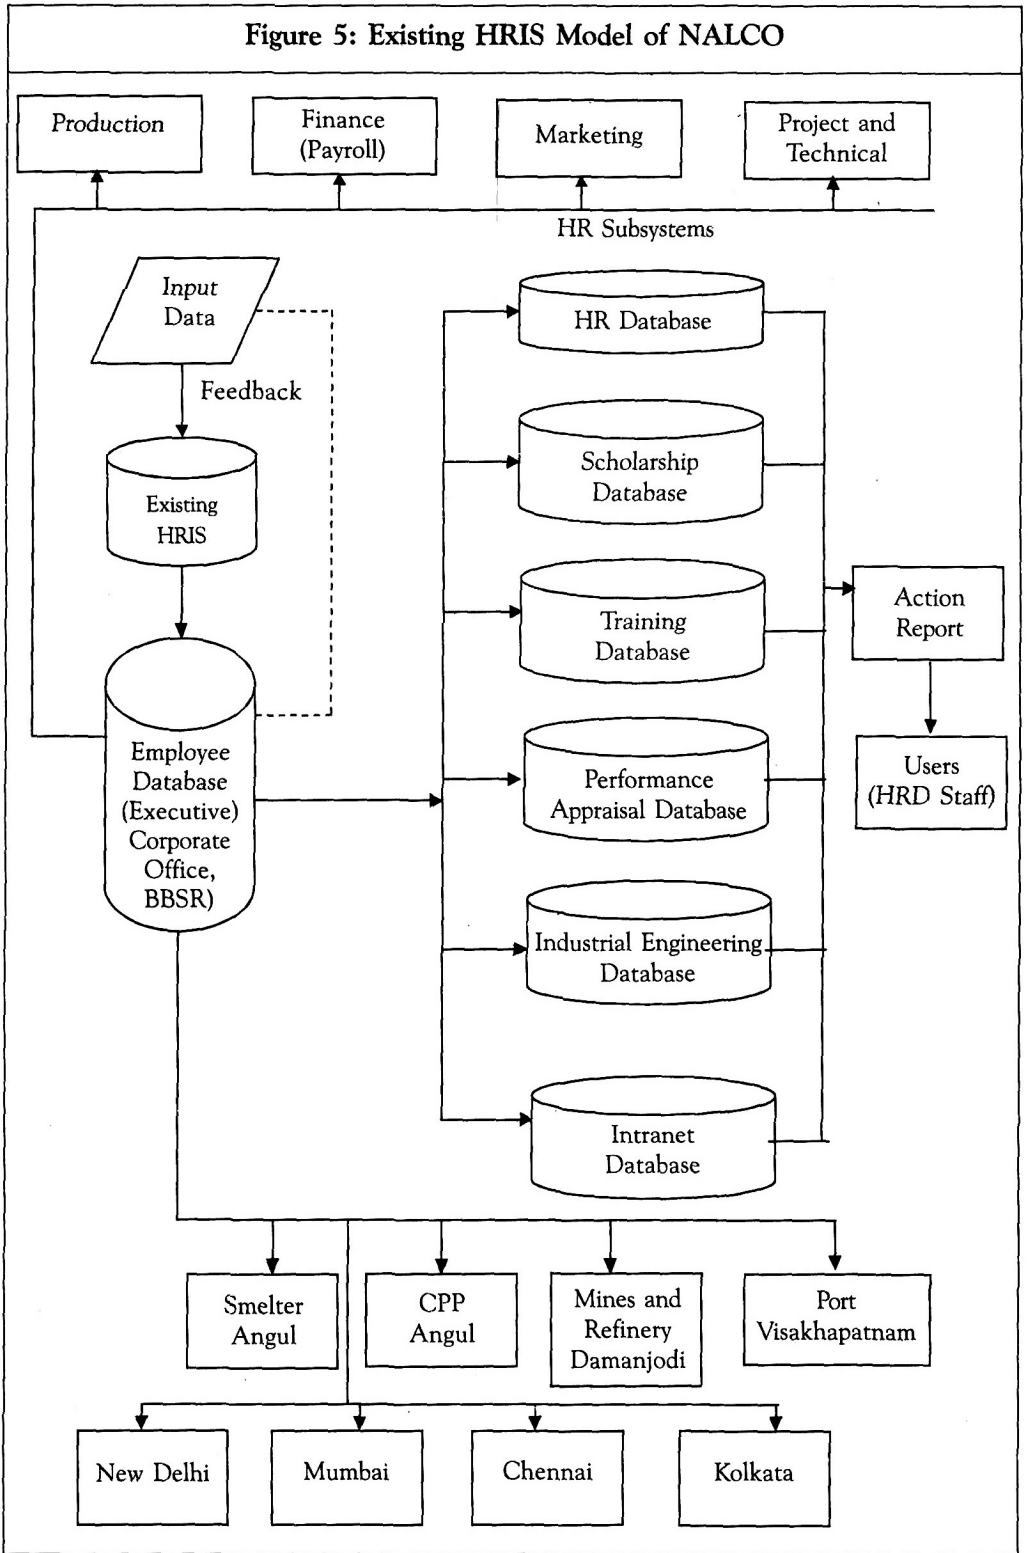 Figure 5: Existing HRIS Model of NALCO
Production
Finance
(Payroll)
Marketing
Project and
Technical
HR Subsystems
Input
Data
Feedback
Existing
HRIS
Employee
Database
(Executive)
Corporate
Office,
BBSR)
HR Database
Scholarship
Database
Training
Database
Performance
Appraisal Database
Industrial Engineering
Database
Intranet
Database
Action
Report
Users
(HRD Staff)
Smelter
Angul
CPP
Angul
Mines and
Refinery
Damanjodi
Port
Visakhapatnam
New Delhi
Mumbai
Chennai
Kolkata